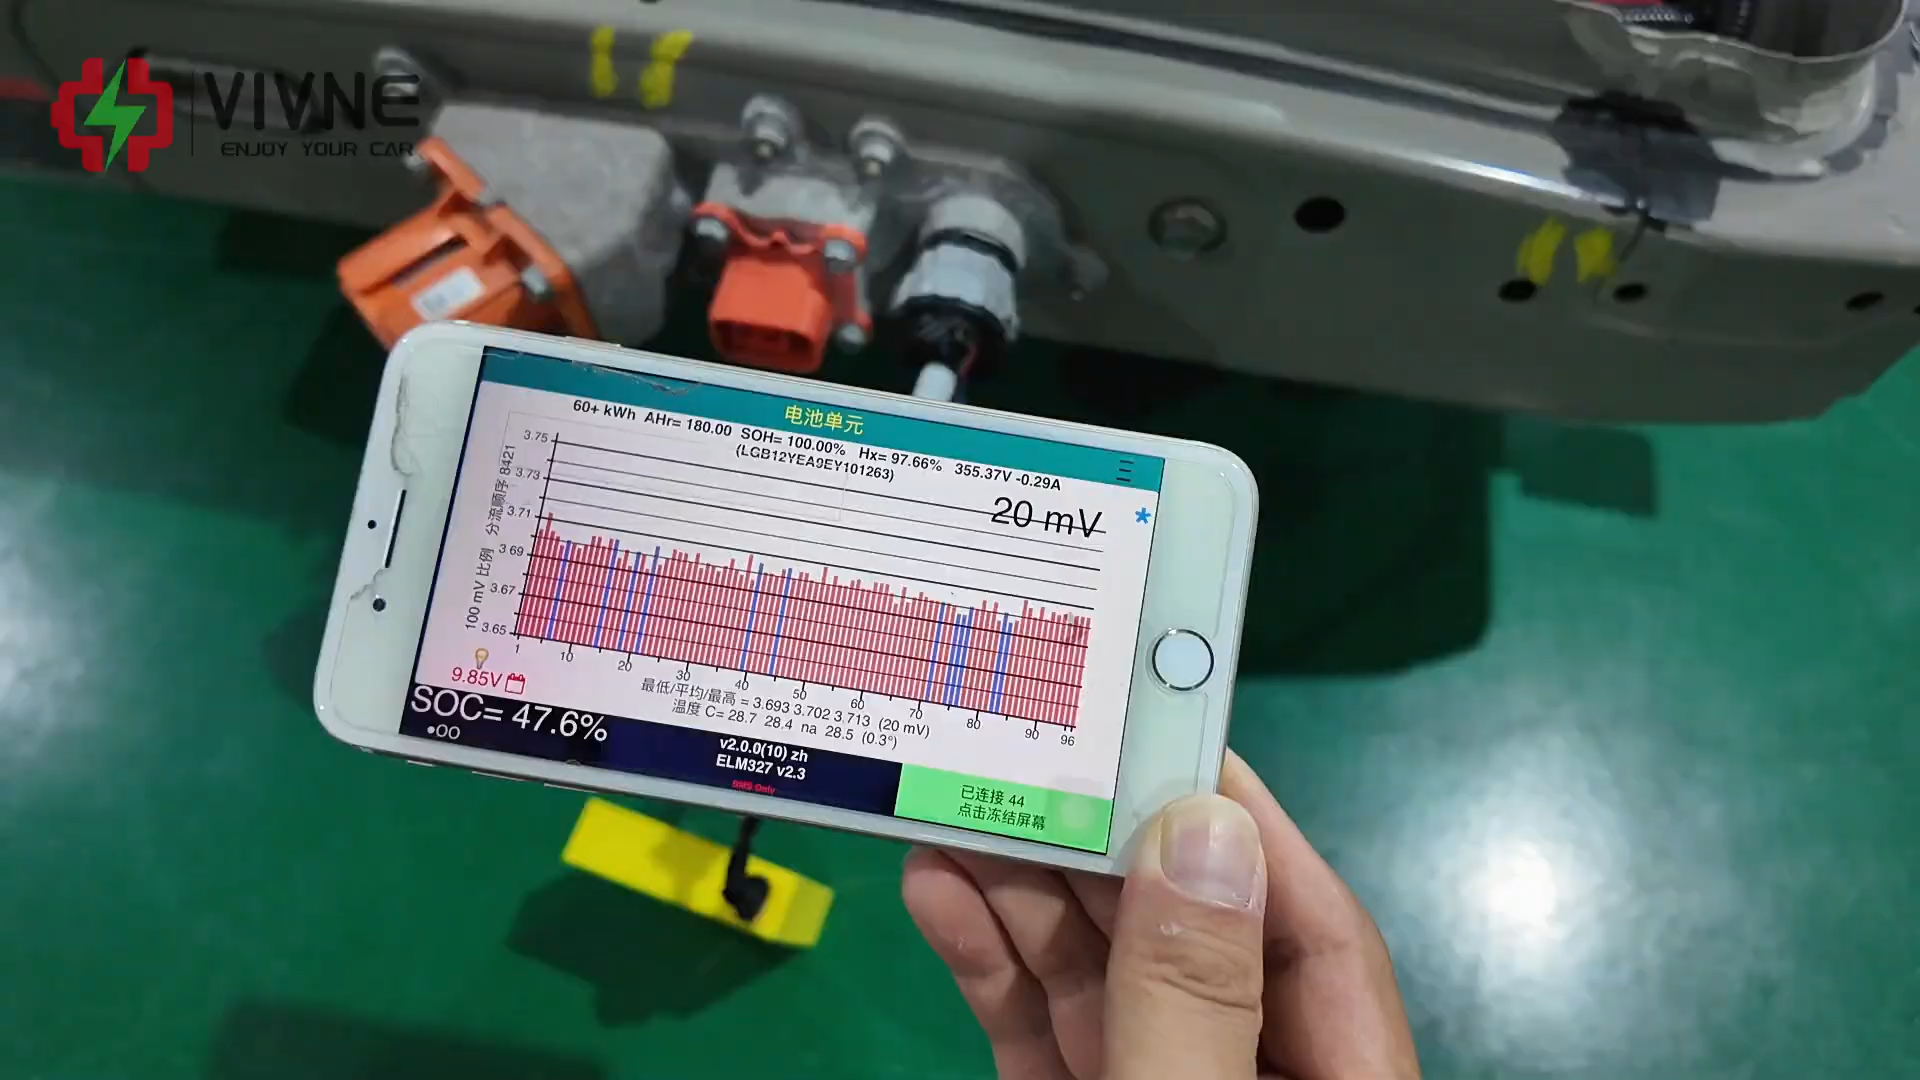 VIVNE
ENJOY YOUR CAR
电池单元
60+ kWh AHr= 180.00 SOH= 100.00% Hx= 97.66% 355.37V -0.29A
(LGB12YEA9EY101263)
20 mV
*
3.75
3.73
3.71
3.69
3.67
3.65
100 mV 比例 分流顺序 8421
1 10 20 30 40 50 60 70 80 90 96
9.85V
最低/平均/最高 = 3.693 3.702 3.713 (20 mV)
温度 C= 28.7 28.4 na 28.5 (0.3°)
SOC= 47.6%
v2.0.0(10) zh
ELM327 v2.3
BMS Only
已连接 44
点击冻结屏幕